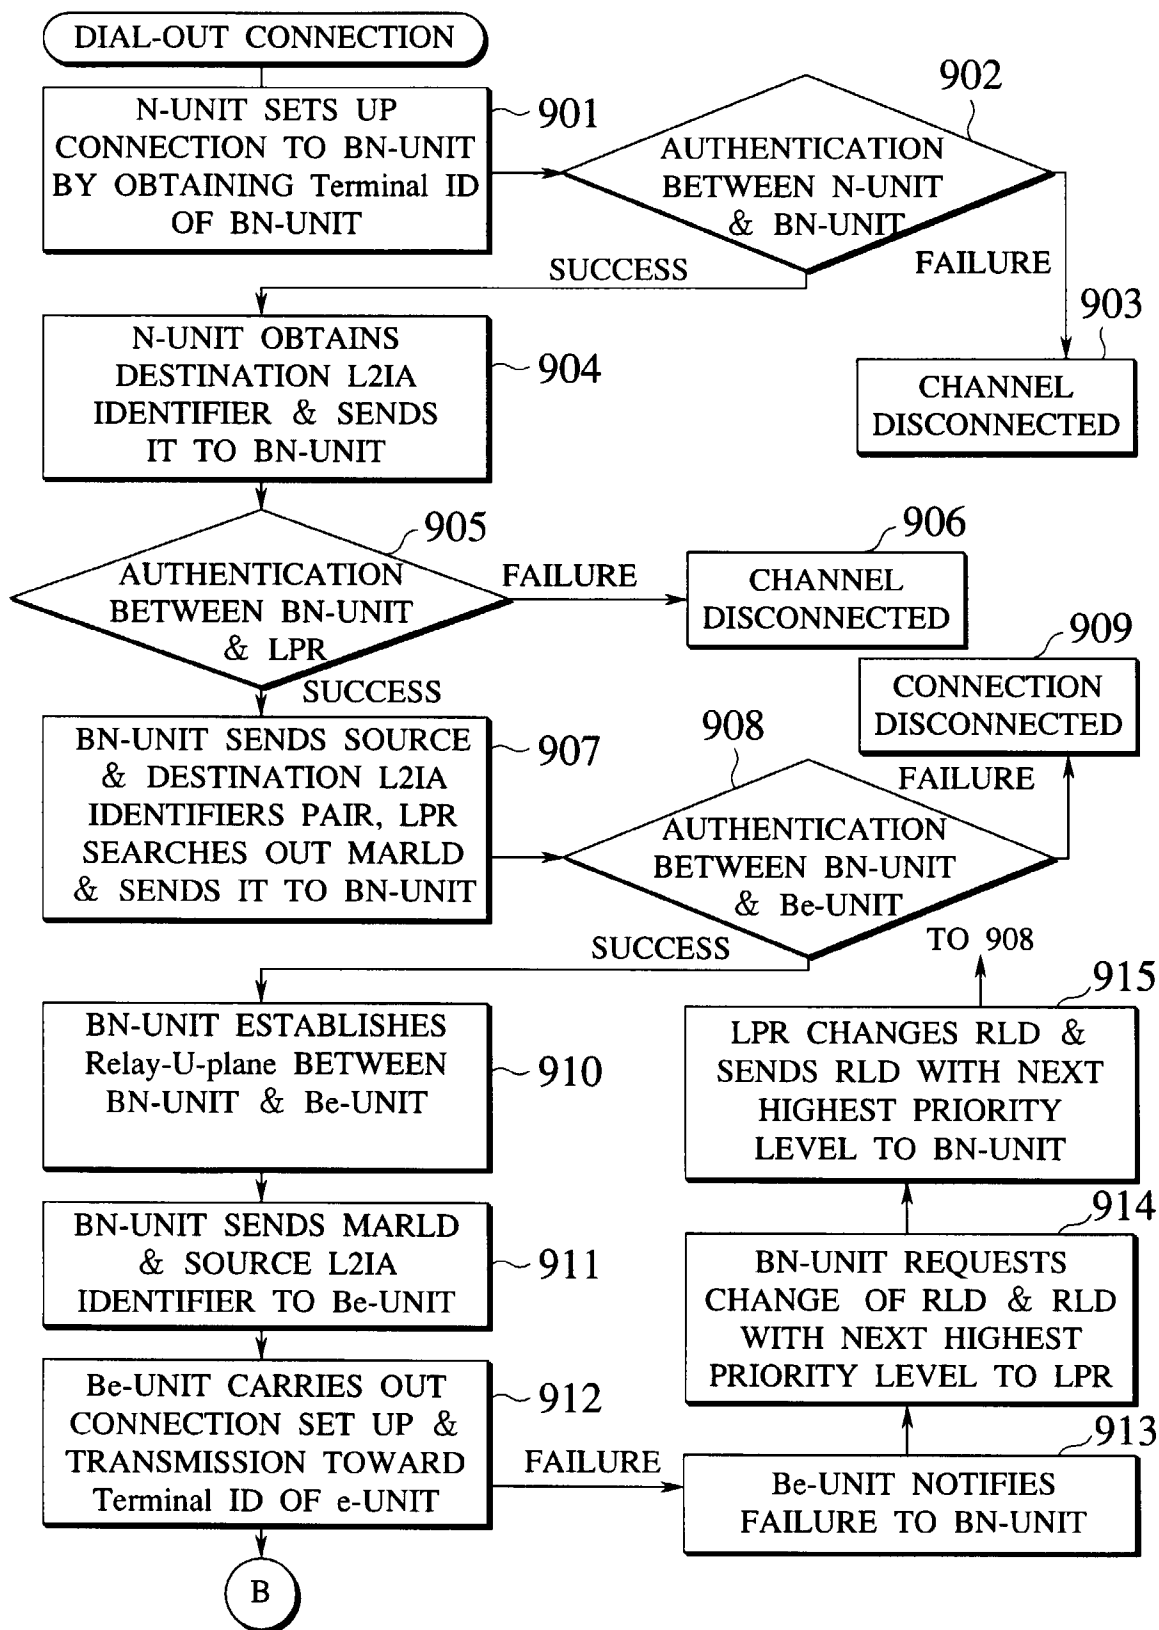 DIAL-OUT CONNECTION
N-UNIT SETS UP
CONNECTION TO BN-UNIT
BY OBTAINING Terminal ID
OF BN-UNIT
901
902
AUTHENTICATION
BETWEEN N-UNIT
& BN-UNIT
SUCCESS
FAILURE
903
CHANNEL
DISCONNECTED
N-UNIT OBTAINS
DESTINATION L2IA
IDENTIFIER & SENDS
IT TO BN-UNIT
904
905
AUTHENTICATION
BETWEEN BN-UNIT
& LPR
FAILURE
906
CHANNEL
DISCONNECTED
SUCCESS
BN-UNIT SENDS SOURCE
& DESTINATION L2IA
IDENTIFIERS PAIR, LPR
SEARCHES OUT MARLD
& SENDS IT TO BN-UNIT
907
908
AUTHENTICATION
BETWEEN BN-UNIT
& Be-UNIT
FAILURE
909
CONNECTION
DISCONNECTED
SUCCESS
BN-UNIT ESTABLISHES
Relay-U-plane BETWEEN
BN-UNIT & Be-UNIT
910
BN-UNIT SENDS MARLD
& SOURCE L2IA
IDENTIFIER TO Be-UNIT
911
Be-UNIT CARRIES OUT
CONNECTION SET UP &
TRANSMISSION TOWARD
Terminal ID OF e-UNIT
912
FAILURE
B
TO 908
915
LPR CHANGES RLD &
SENDS RLD WITH NEXT
HIGHEST PRIORITY
LEVEL TO BN-UNIT
914
BN-UNIT REQUESTS
CHANGE OF RLD & RLD
WITH NEXT HIGHEST
PRIORITY LEVEL TO LPR
913
Be-UNIT NOTIFIES
FAILURE TO BN-UNIT